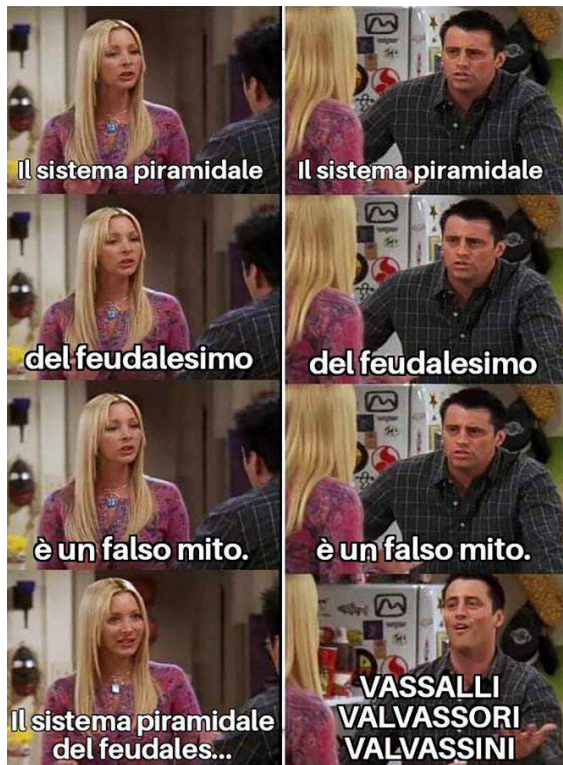 Il sistema piramidale
Il sistema piramidale
del feudalesimo
del feudalesimo
è un falso mito.
è un falso mito.
Il sistema piramidale
del feudales...
VASSALLI
VALVASSORI
VALVASSINI